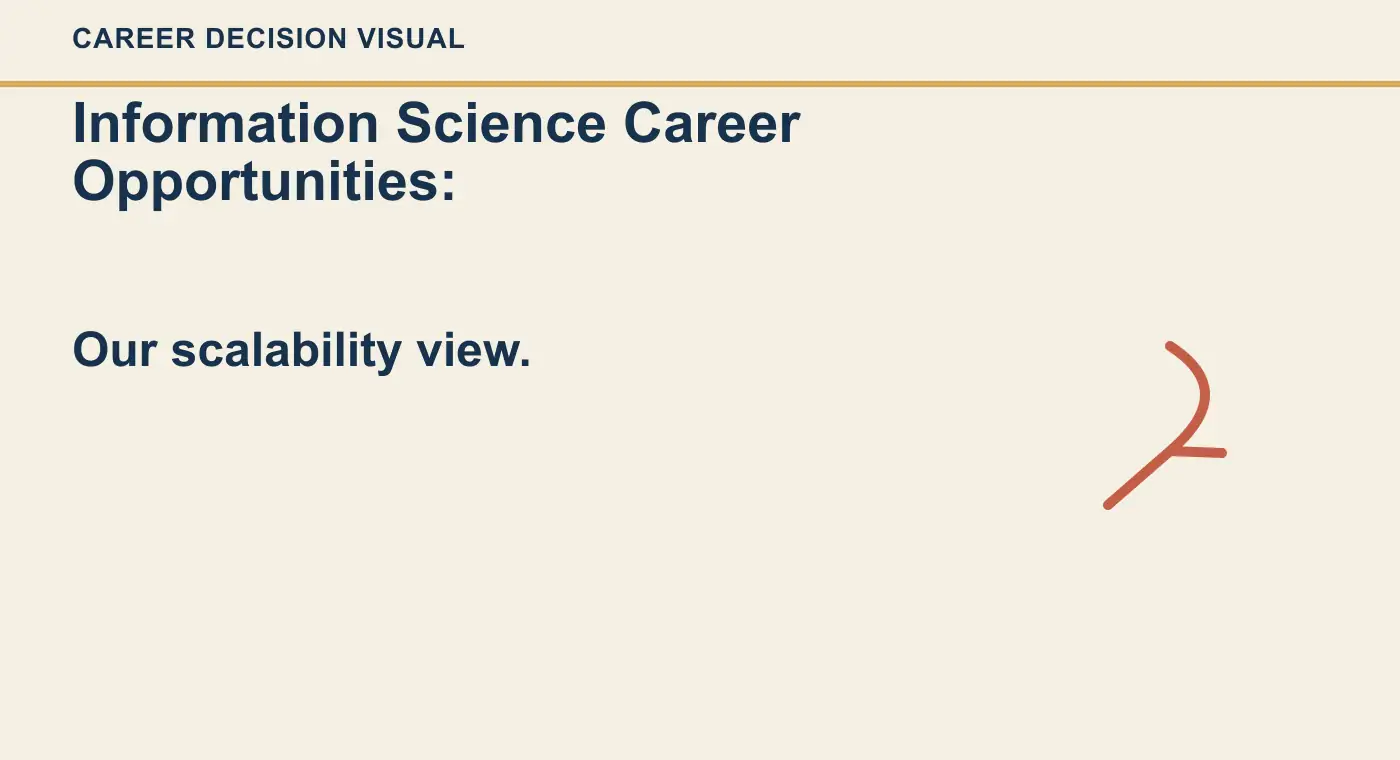 CAREER DECISION VISUAL
Information Science Career
Opportunities:
Our scalability view.